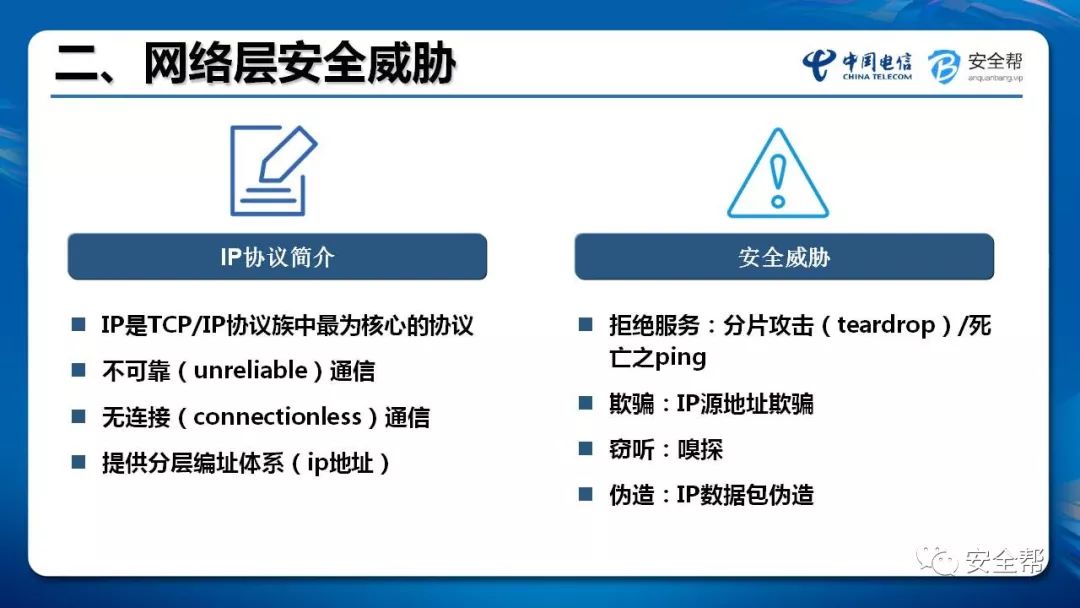 二、网络层安全威胁
中国电信
CHINA TELECOM
安全帮
anquanbang.vip
IP协议简介
IP是TCP/IP协议族中最为核心的协议
不可靠（unreliable）通信
无连接（connectionless）通信
提供分层编址体系（ip地址）
安全威胁
拒绝服务：分片攻击（teardrop）/死
亡之ping
欺骗：IP源地址欺骗
窃听：嗅探
伪造：IP数据包伪造
安全帮